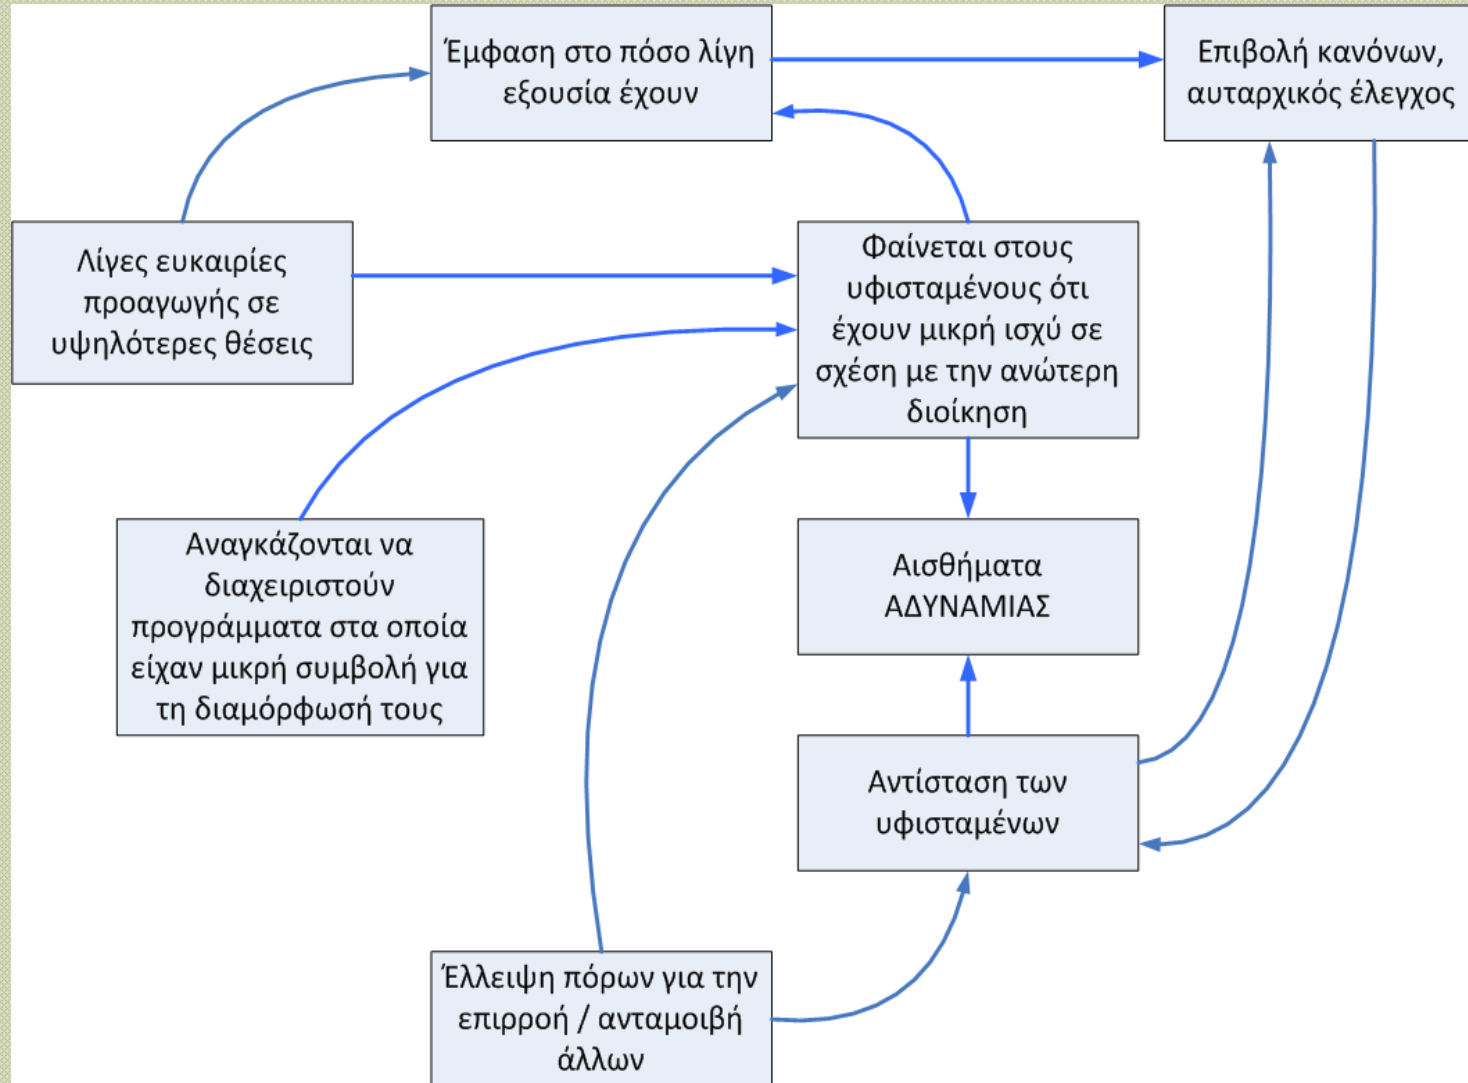 Έμφαση στο πόσο λίγη
εξουσία έχουν
Επιβολή κανόνων,
αυταρχικός έλεγχος
Λίγες ευκαιρίες
προαγωγής σε
υψηλότερες θέσεις
Φαίνεται στους
υφισταμένους ότι
έχουν μικρή ισχύ σε
σχέση με την ανώτερη
διοίκηση
Αναγκάζονται να
διαχειριστούν
προγράμματα στα οποία
είχαν μικρή συμβολή για
τη διαμόρφωσή τους
Αισθήματα
ΑΔΥΝΑΜΙΑΣ
Αντίσταση των
υφισταμένων
Έλλειψη πόρων για την
επιρροή / ανταμοιβή
άλλων